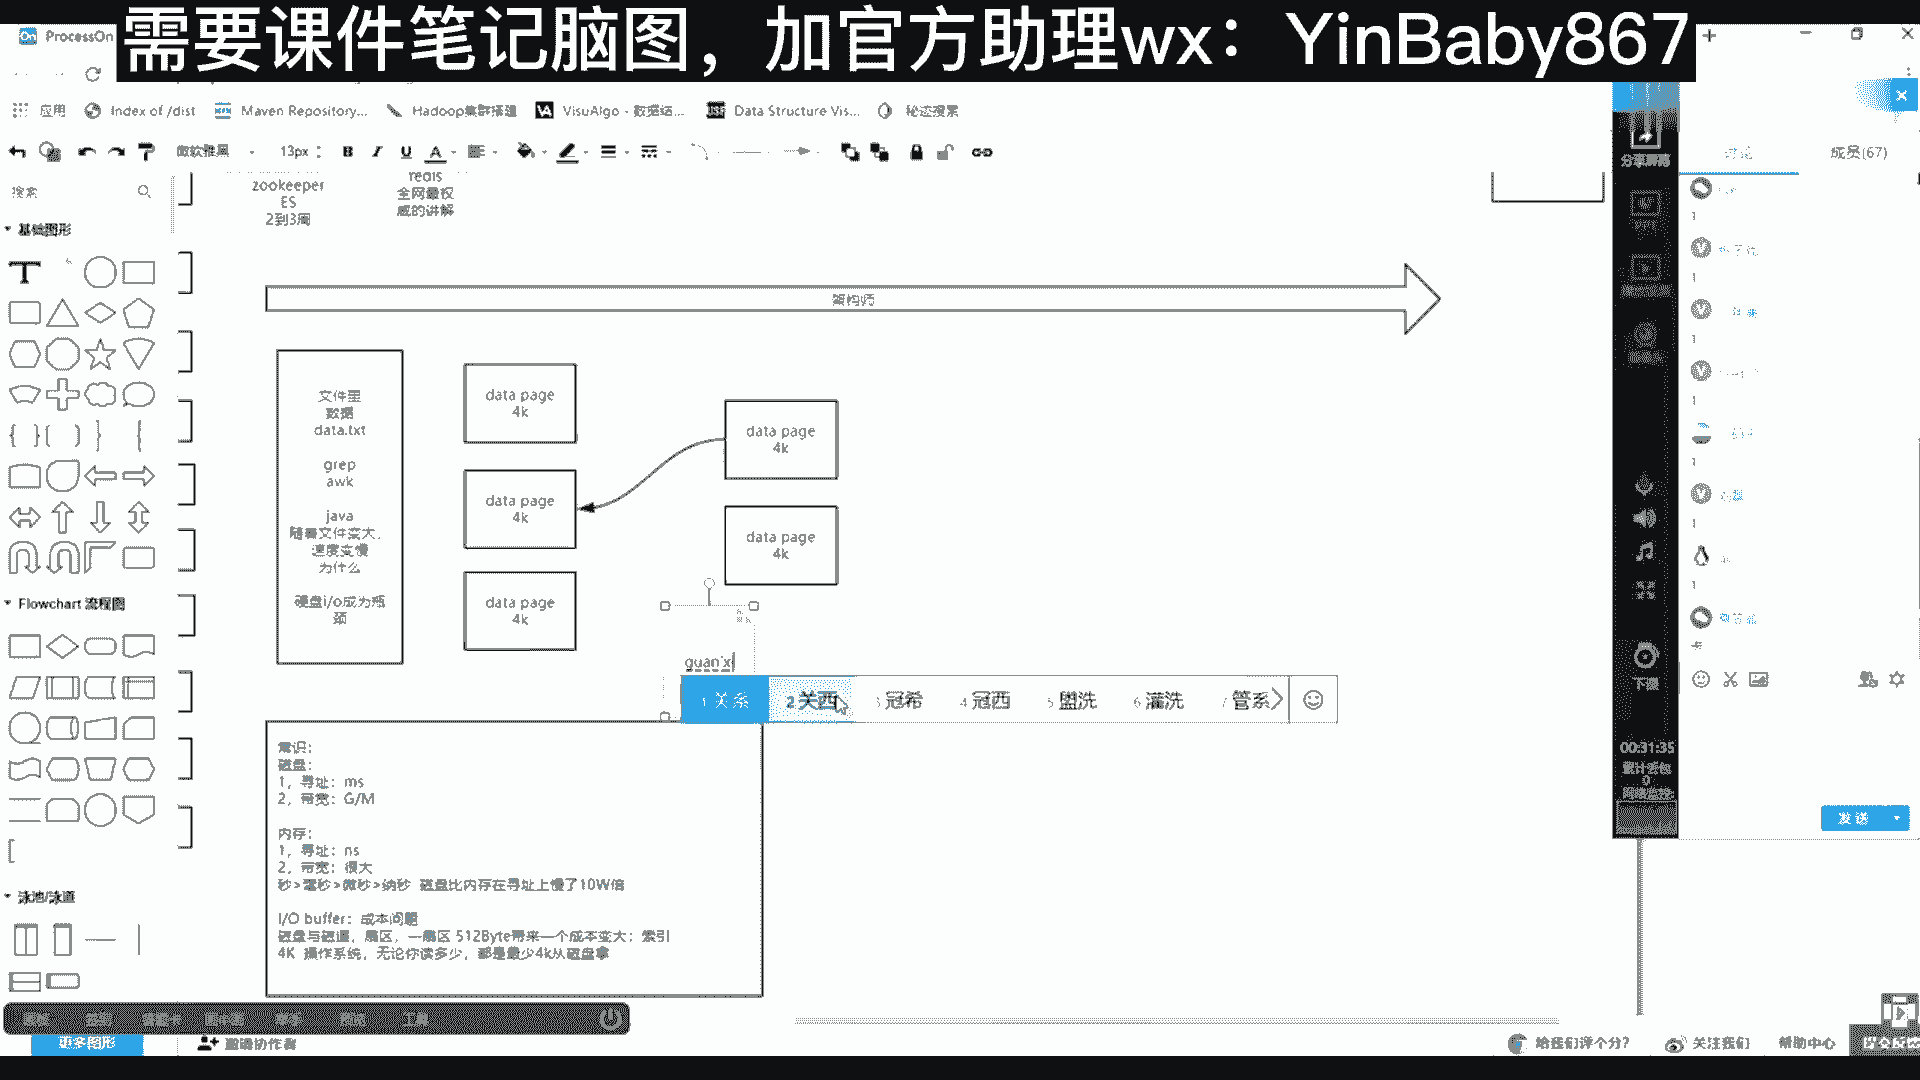 需要课件笔记脑图，加官方助理wx：YinBaby867
ProcessOn
应用 Index of /dist Maven Repository... Hadoop集群搭建 VisuAlgo - 数据结... Data Structure Vis...
微软雅黑 13px B I U A
分享屏幕 讨论 成员(67)
搜索
zookeeper
ES
2到3周
redis
全网最权
威的讲解
基础图形
架构师
文件里
数据
data.txt
grep
awk
java
随着文件变大，
速度变慢
为什么
硬盘i/o成为瓶
颈
data page
4k
data page
4k
data page
4k
data page
4k
data page
4k
Flowchart 流程图
guan'xi
1 关系 2 关西 3 冠希 4 冠西 5 盥洗 6 灌洗 7 管系
常识：
磁盘：
1，寻址：ms
2，带宽：G/M
内存：
1，寻址：ns
2，带宽：很大
秒>毫秒>微秒>纳秒 磁盘比内存在寻址上慢了10W倍
I/O buffer：成本问题
磁盘与磁道，扇区，一扇区 512Byte带来一个成本变大：索引
4K 操作系统，无论你读多少，都是最少4k从磁盘拿
泳池/泳道
下课
00:31:35
累计丢包
0
网络监控:
发送
工具
更多图形 邀请协作者
给我们评个分？ 关注我们 帮助中心